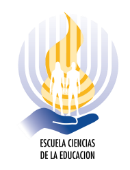 ESCUELA CIENCIAS
DE LA EDUCACION